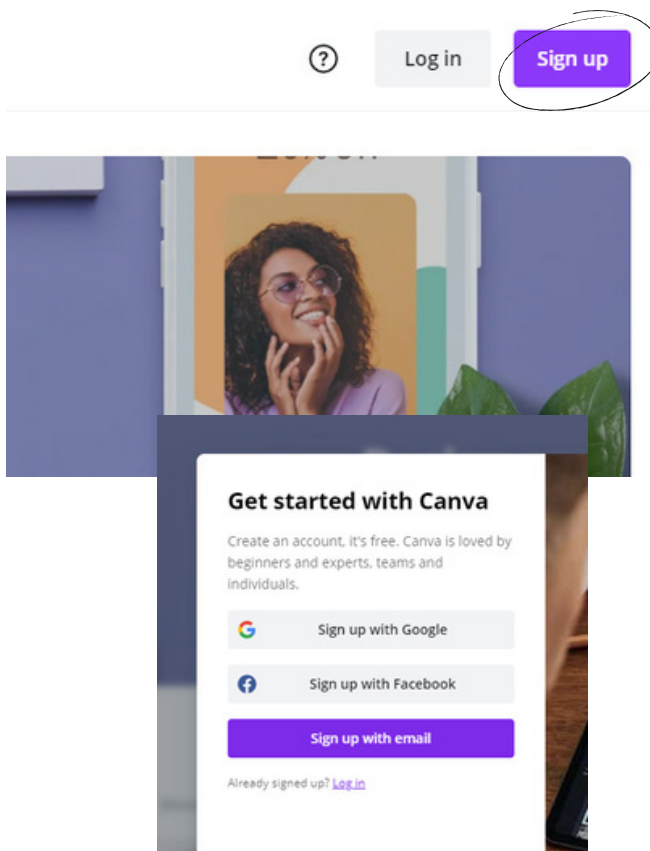 ?
Log in
Sign up
Get started with Canva
Create an account, it's free. Canva is loved by
beginners and experts, teams and
individuals.
Sign up with Google
Sign up with Facebook
Sign up with email
Already signed up? Log in